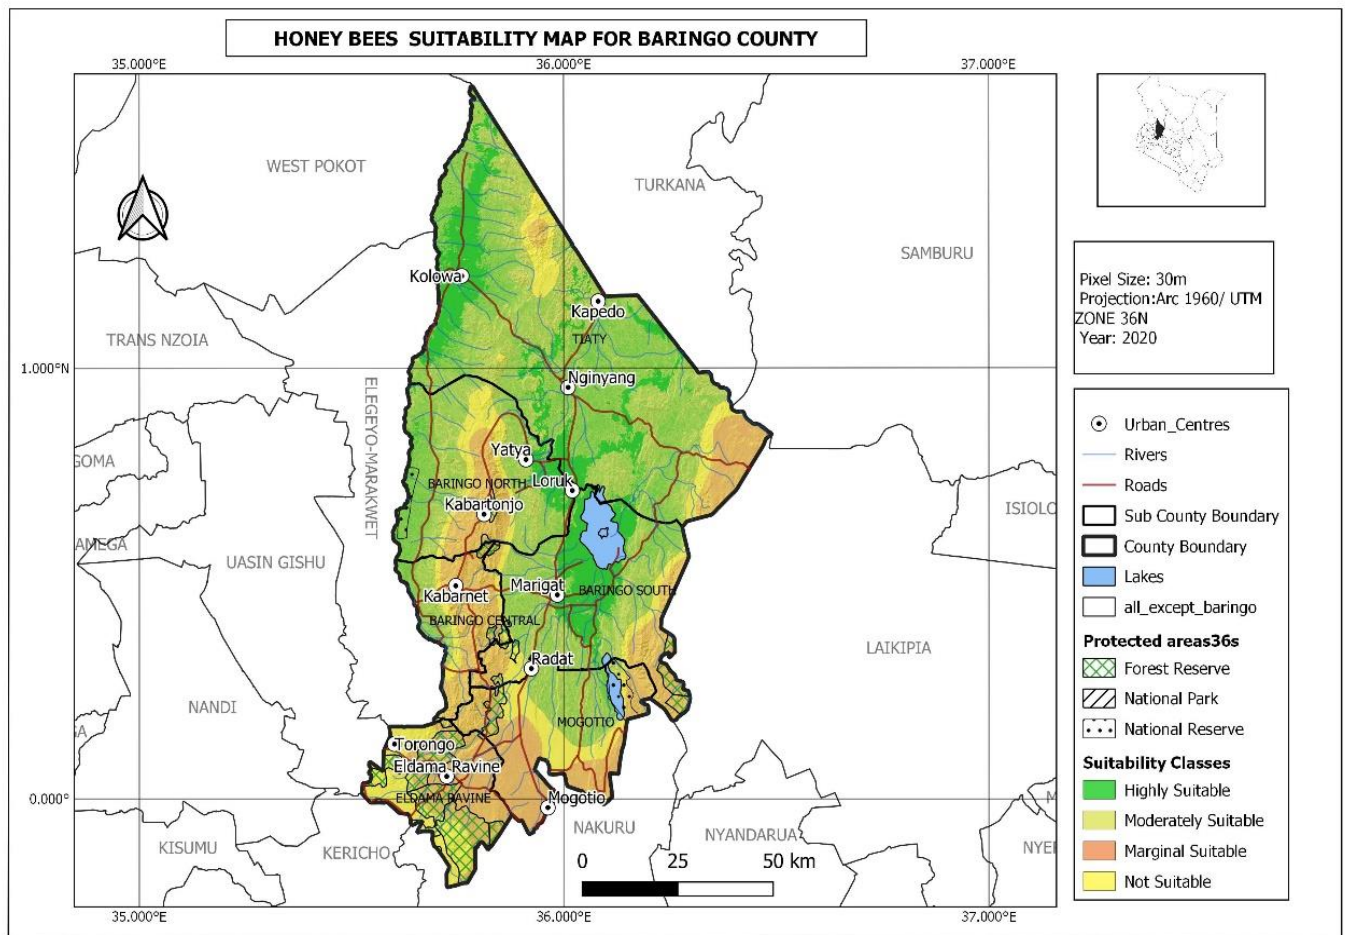 HONEY BEES SUITABILITY MAP FOR BARINGO COUNTY
35.000°E
36.000°E
37.000°E
WEST POKOT
TURKANA
SAMBURU
Kolowa
Kapedo
TIATY
TRANS NZOIA
1.000°N
Nginyang
ELEGEYO-MARAKWET
Yatya
GOMA
BARINGO NORTH
Loruk
Kabartonjo
ISIOLO
AMEGA
UASIN GISHU
Kabarnet
Marigat
BARINGO SOUTH
BARINGO CENTRAL
LAIKIPIA
Radat
NANDI
MOGOTIO
GA
Torongo
Eldama Ravine
ELDAMA RAVINE
Mogotio
0.000°
M
NAKURU
NYANDARUA
NYE
KISUMU
KERICHO
0 25 50 km
35.000°E
36.000°E
37.000°E
Pixel Size: 30m
Projection:Arc 1960/ UTM
ZONE 36N
Year: 2020
Urban_Centres
Rivers
Roads
Sub County Boundary
County Boundary
Lakes
all_except_baringo
Protected areas36s
Forest Reserve
National Park
National Reserve
Suitability Classes
Highly Suitable
Moderately Suitable
Marginal Suitable
Not Suitable